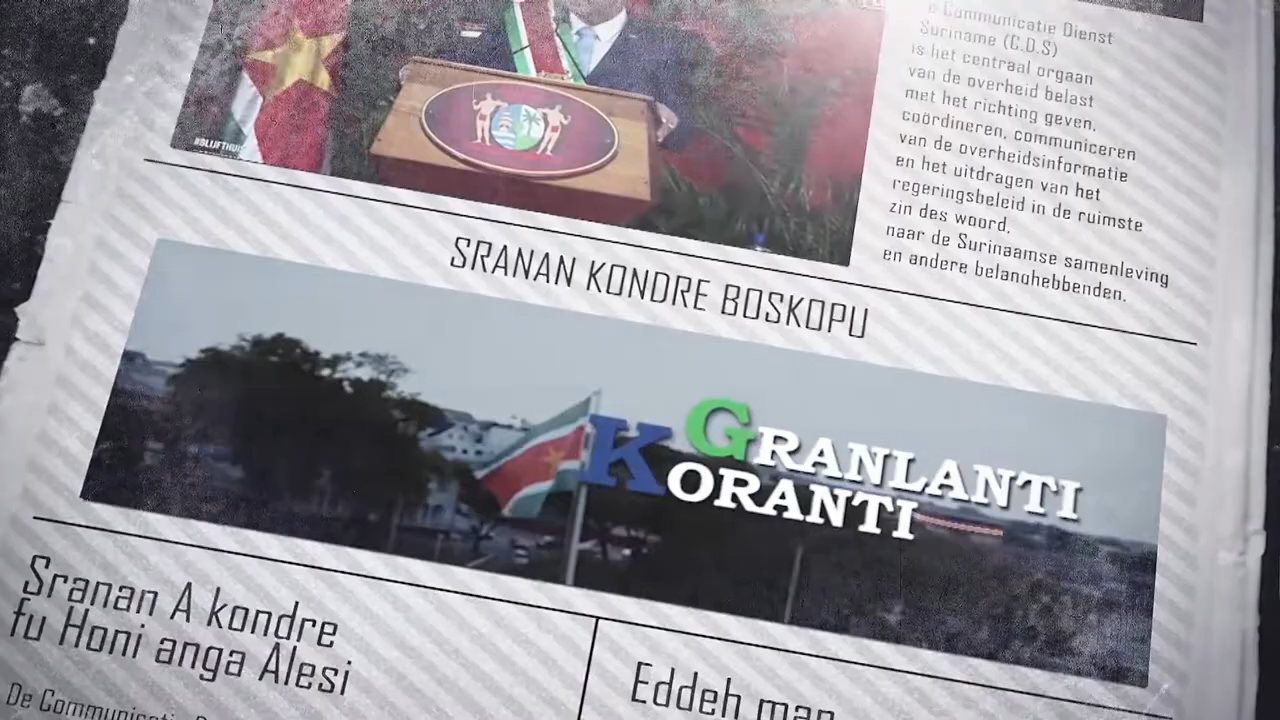 e Communicatie Dienst
Suriname (C.D.S)
is het centraal orgaan
van de overheid belast
met het richting geven,
coördineren, communiceren
van de overheidsinformatie
en het uitdragen van het
regeringsbeleid in de ruimste
zin des woord,
naar de Surinaamse samenleving
en andere belanghebbenden.
SRANAN KONDRE BOSKOPU
GRANLANTI
KORANTI
Sranan A kondre
fu Honi anga Alesi
De
Eddeh man